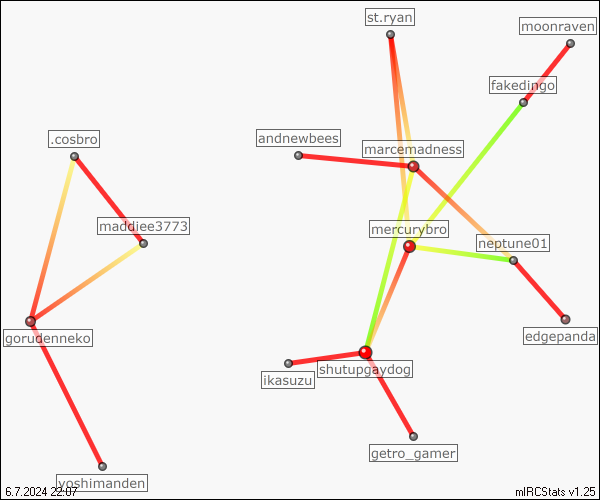 st.ryan
moonraven
fakedingo
.cosbro
andnewbees
marcemadness
maddiee3773
mercurybro
neptune01
gorudenneko
edgepanda
shutupgaydog
ikasuzu
getro_gamer
yoshimanden
6.7.2024 22:07
mIRCStats v1.25